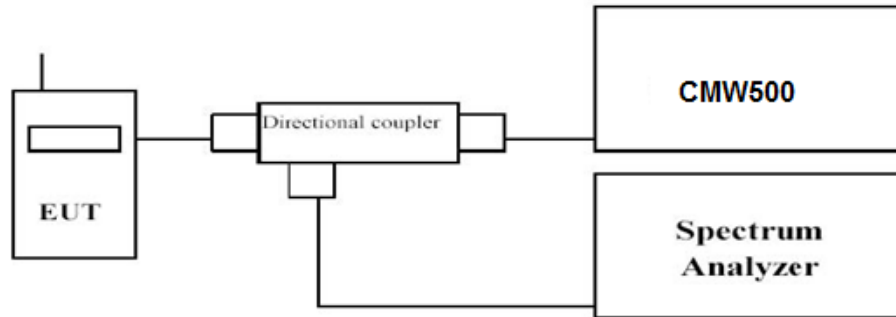 EUT
Directional coupler
CMW500
Spectrum
Analyzer